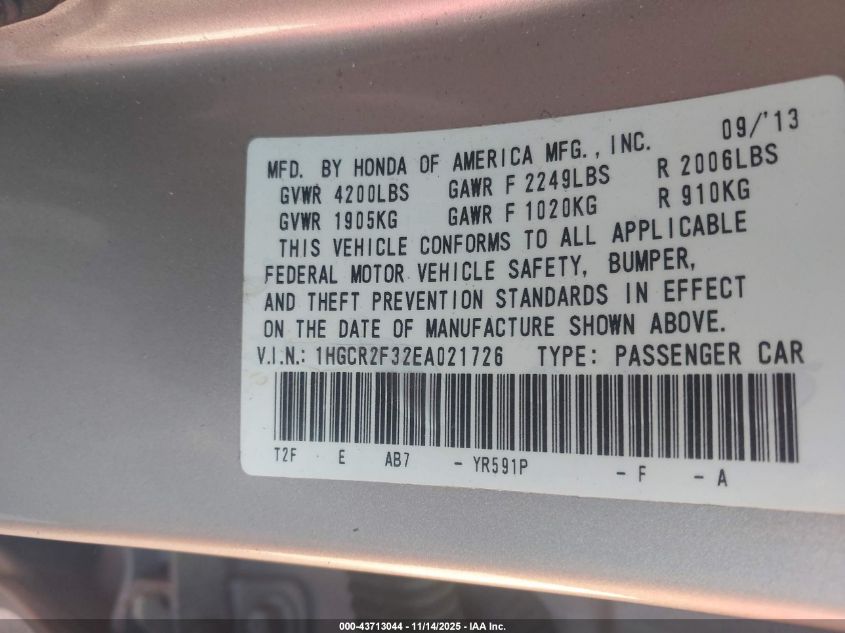 09/'13
MFD. BY HONDA OF AMERICA MFG., INC.
GVWR 4200LBS GAWR F 2249LBS R 2006LBS
GVWR 1905KG GAWR F 1020KG R 910KG
THIS VEHICLE CONFORMS TO ALL APPLICABLE
FEDERAL MOTOR VEHICLE SAFETY, BUMPER,
AND THEFT PREVENTION STANDARDS IN EFFECT
ON THE DATE OF MANUFACTURE SHOWN ABOVE.
V.I.N.: 1HGCR2F32EA021726 TYPE: PASSENGER CAR
T2F E AB7 - YR591P - F - A
000-43713044 - 11/14/2025 - IAA Inc.